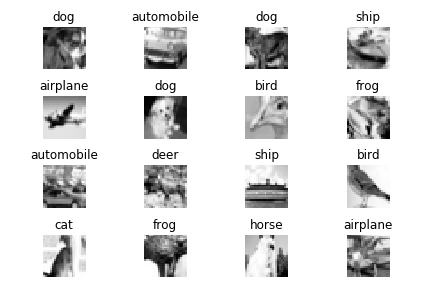 dog automobile dog ship
airplane dog bird frog
automobile deer ship bird
cat frog horse airplane